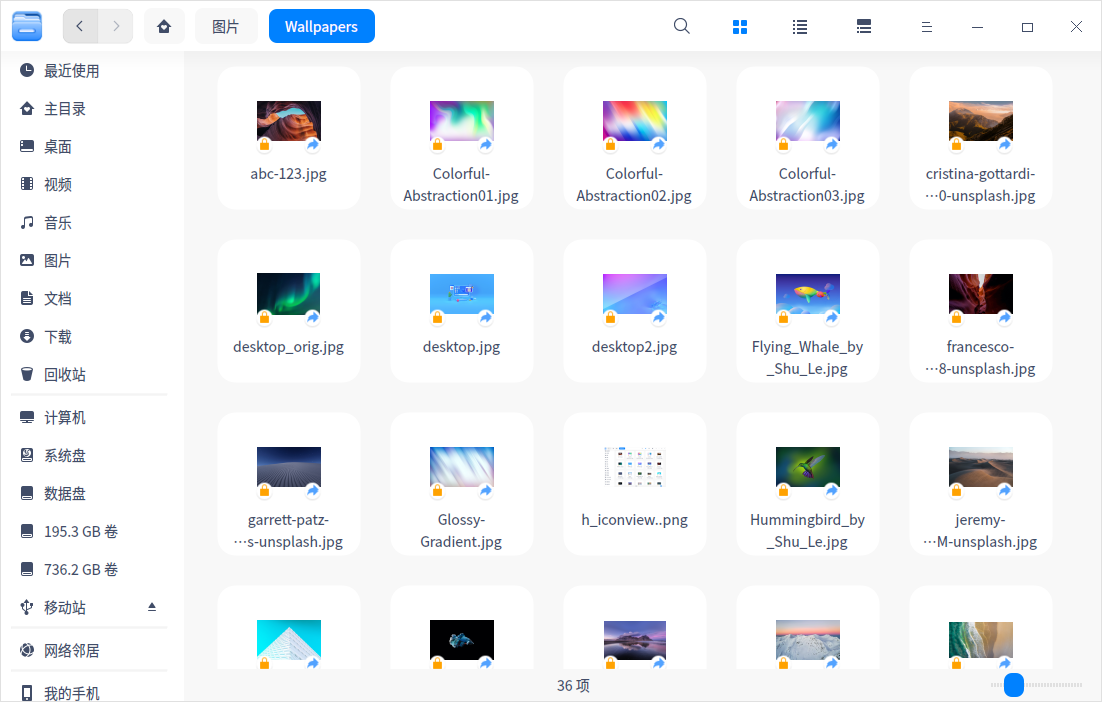 图片
Wallpapers
最近使用
主目录
桌面
视频
音乐
图片
文档
下载
回收站
计算机
系统盘
数据盘
195.3 GB 卷
736.2 GB 卷
移动站
网络邻居
我的手机
abc-123.jpg
Colorful-
Abstraction01.jpg
Colorful-
Abstraction02.jpg
Colorful-
Abstraction03.jpg
cristina-gottardi-
⋯0-unsplash.jpg
desktop_orig.jpg
desktop.jpg
desktop2.jpg
Flying_Whale_by
_Shu_Le.jpg
francesco-
⋯8-unsplash.jpg
garrett-patz-
⋯s-unsplash.jpg
Glossy-
Gradient.jpg
h_iconview..png
Hummingbird_by
_Shu_Le.jpg
jeremy-
⋯M-unsplash.jpg
36 项